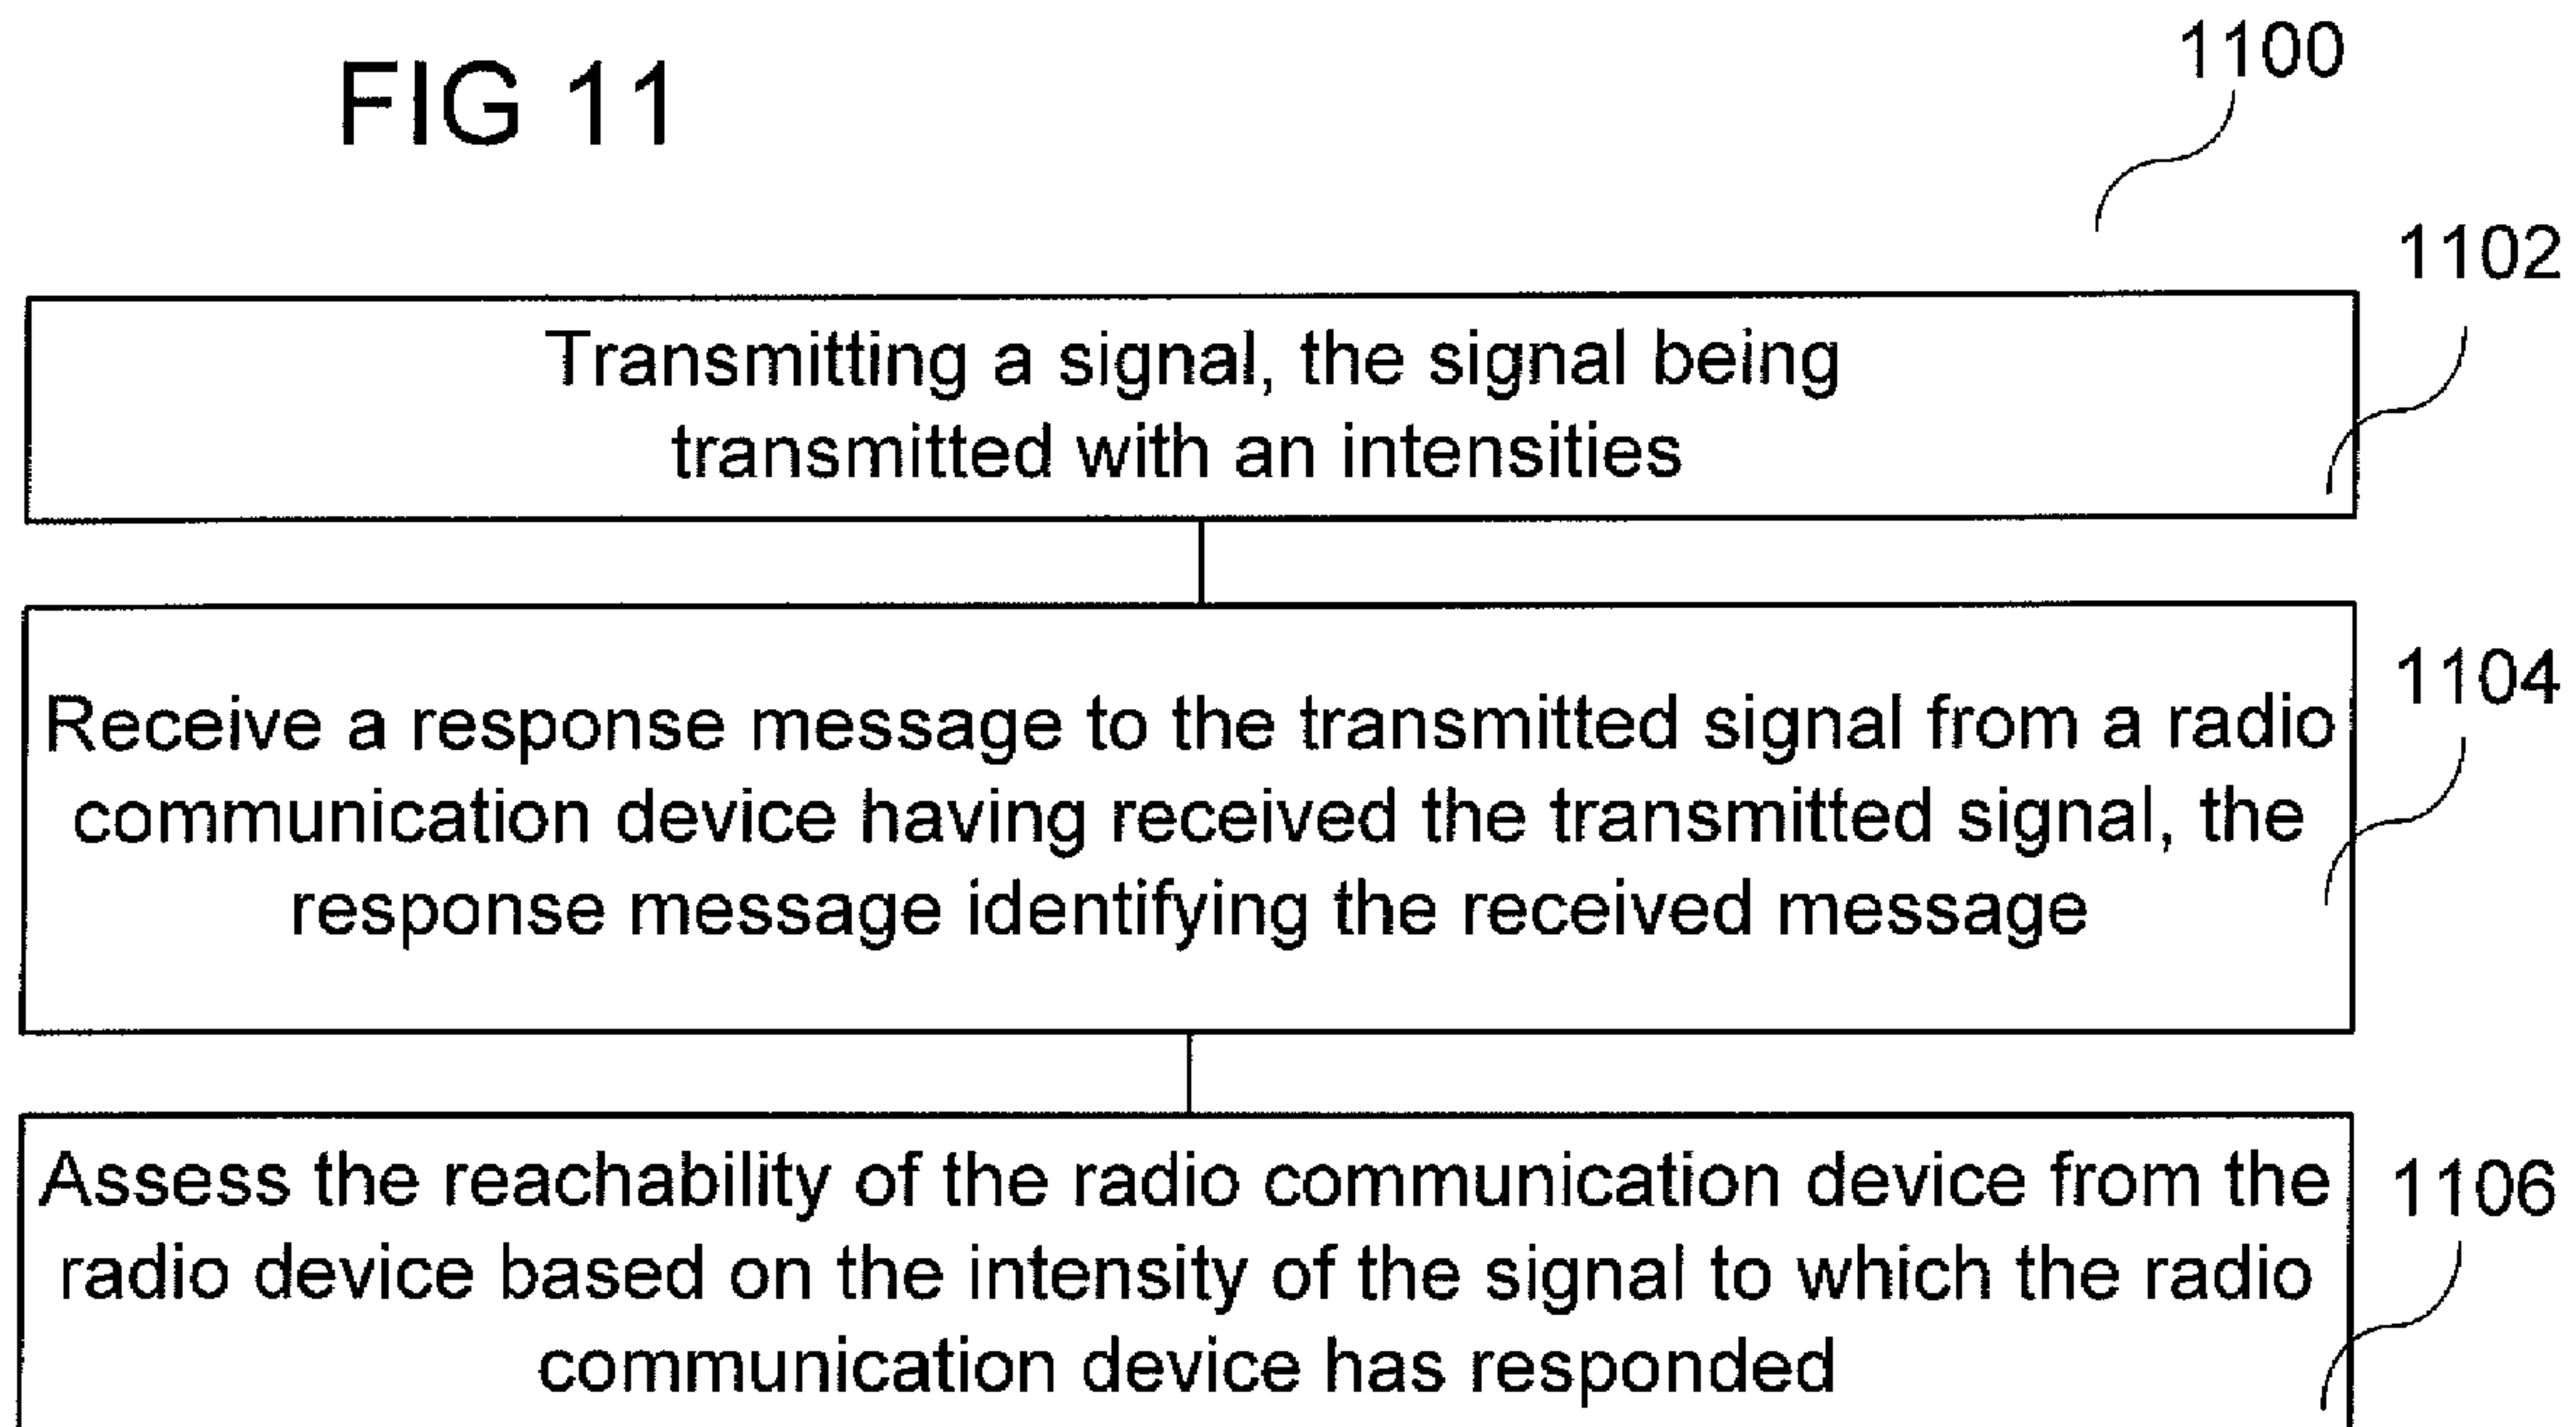 FIG 11
1100
1102
Transmitting a signal, the signal being
transmitted with an intensities
1104
Receive a response message to the transmitted signal from a radio
communication device having received the transmitted signal, the
response message identifying the received message
1106
Assess the reachability of the radio communication device from the
radio device based on the intensity of the signal to which the radio
communication device has responded